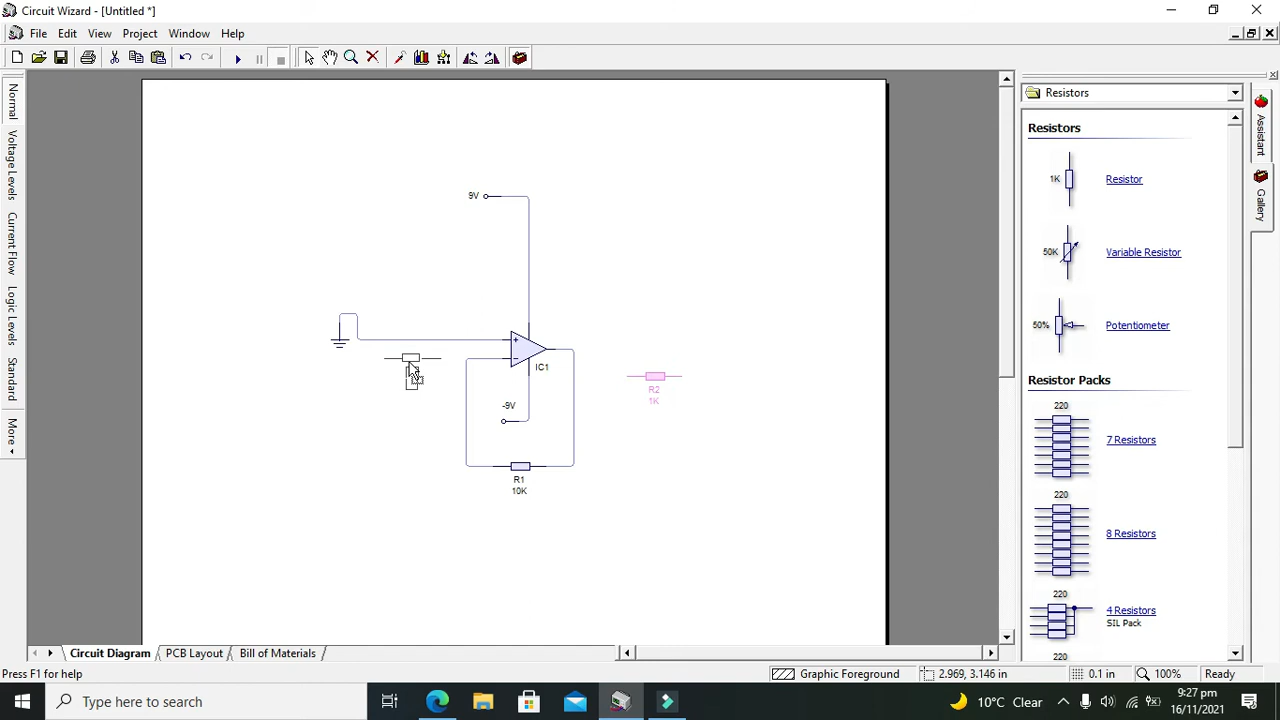 Circuit Wizard - [Untitled *]
File Edit View Project Window Help
Normal
Voltage Levels
Current Flow
Logic Levels
Standard
More
9V
IC1
-9V
R1
10K
R2
1K
Resistors
Resistors
1K Resistor
50K Variable Resistor
50% Potentiometer
Resistor Packs
220
7 Resistors
220
8 Resistors
220
4 Resistors
SIL Pack
220
Assistant
Gallery
Circuit Diagram PCB Layout Bill of Materials
Press F1 for help
Graphic Foreground 2.969, 3.146 in 0.1 in 100% Ready
Type here to search
10°C Clear
9:27 pm
16/11/2021